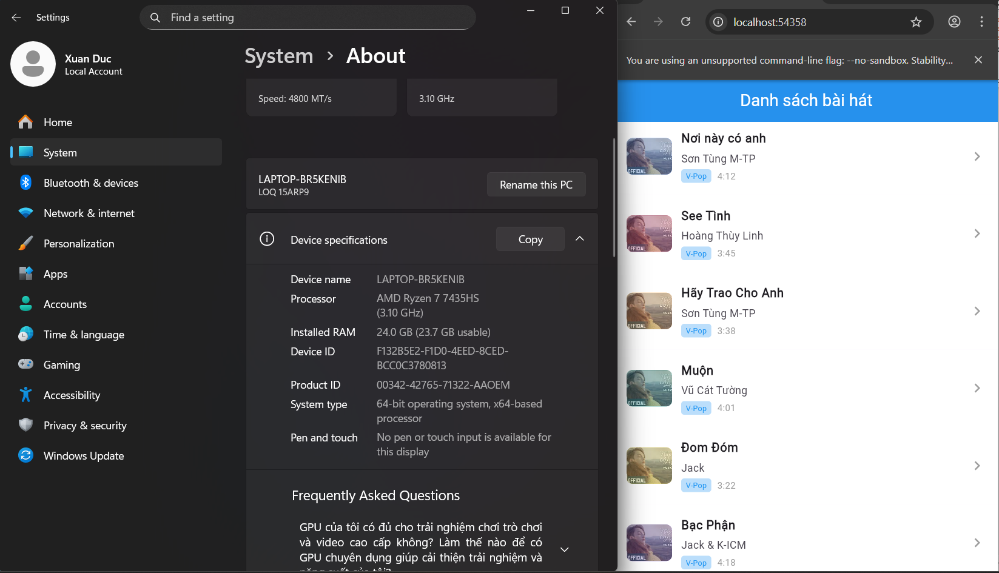 Settings
Find a setting
Xuan Duc
Local Account
Home
System
Bluetooth & devices
Network & internet
Personalization
Apps
Accounts
Time & language
Gaming
Accessibility
Privacy & security
Windows Update
System > About
Speed: 4800 MT/s
3.10 GHz
LAPTOP-BR5KENIB
LOQ 15ARP9
Rename this PC
Device specifications
Copy
Device name LAPTOP-BR5KENIB
Processor AMD Ryzen 7 7435HS
(3.10 GHz)
Installed RAM 24.0 GB (23.7 GB usable)
Device ID F132B5E2-F1D0-4EED-8CED-
BCC0C3780813
Product ID 00342-42765-71322-AAOEM
System type 64-bit operating system, x64-based
processor
Pen and touch No pen or touch input is available for
this display
Frequently Asked Questions
GPU của tôi có đủ cho trải nghiệm chơi trò chơi
và video cao cấp không? Làm thế nào để có
GPU chuyên dụng giúp cải thiện trải nghiệm và
năng suất của tôi?
localhost:54358
You are using an unsupported command-line flag: --no-sandbox. Stability...
Danh sách bài hát
Nơi này có anh
Sơn Tùng M-TP
V-Pop 4:12
OFFICIAL
See Tình
Hoàng Thùy Linh
V-Pop 3:45
OFFICIAL
Hãy Trao Cho Anh
Sơn Tùng M-TP
V-Pop 3:38
OFFICIAL
Muộn
Vũ Cát Tường
V-Pop 4:01
OFFICIAL
Đom Đóm
Jack
V-Pop 3:22
OFFICIAL
Bạc Phận
Jack & K-ICM
V-Pop 4:18
OFFICIAL